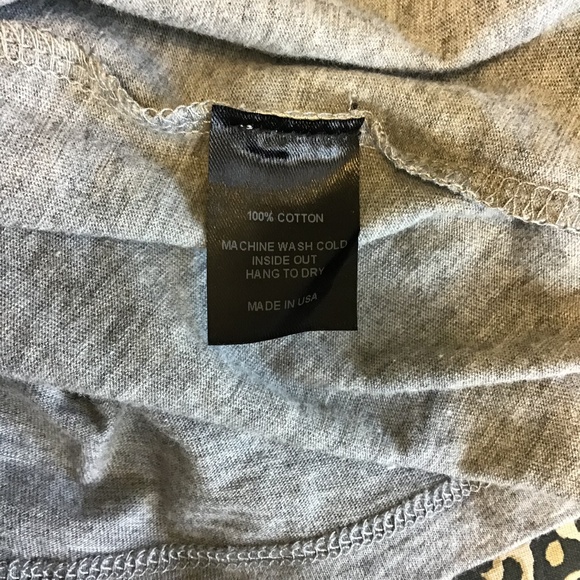 100% COTTON
MACHINE WASH COLD
INSIDE OUT
HANG TO DRY
MADE IN USA